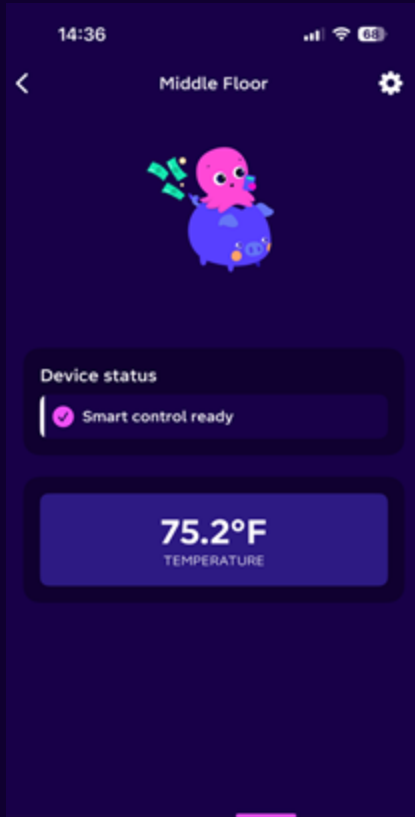 14:36
68
Middle Floor
Device status
Smart control ready
75.2°F
TEMPERATURE